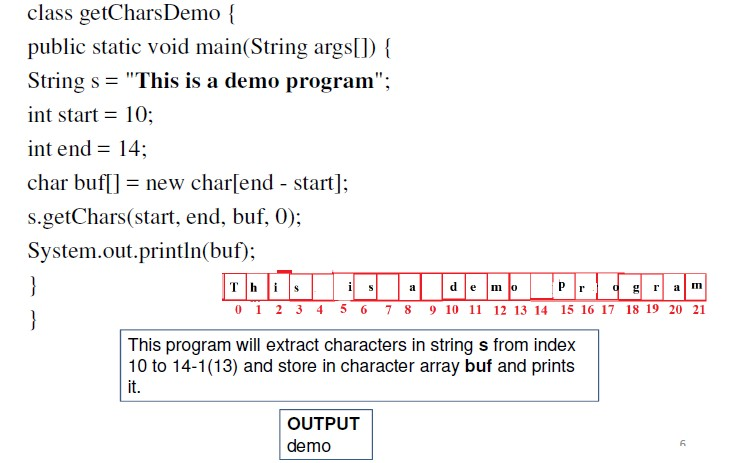 class getCharsDemo {
public static void main(String args[]) {
String s = "This is a demo program";
int start = 10;
int end = 14;
char buf[] = new char[end - start];
s.getChars(start, end, buf, 0);
System.out.println(buf);
}
T h i s i s a d e m o p r o g r a m
0 1 2 3 4 5 6 7 8 9 10 11 12 13 14 15 16 17 18 19 20 21
}
This program will extract characters in string s from index
10 to 14-1(13) and store in character array buf and prints
it.
OUTPUT
demo
6